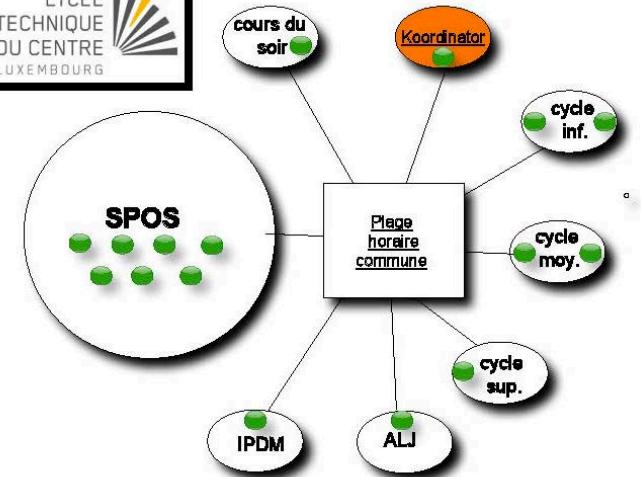 LYCÉE
TECHNIQUE
DU CENTRE
LUXEMBOURG
cours du
soir
Koordinator
cycle
inf.
SPOS
Plage
horaire
commune
cycle
moy.
cycle
sup.
IPDM
ALJ